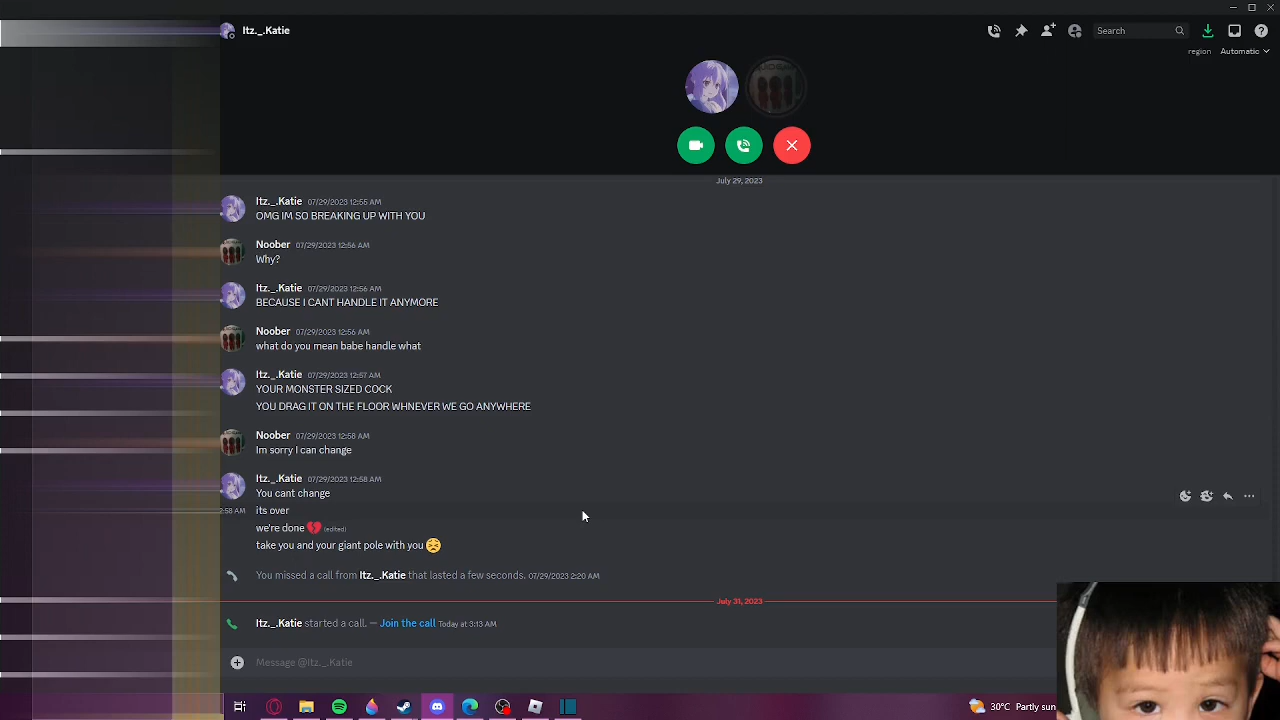 Itz._.Katie
Search
region Automatic
July 29, 2023
Itz._.Katie 07/29/2023 12:55 AM
OMG IM SO BREAKING UP WITH YOU
Noober 07/29/2023 12:56 AM
Why?
Itz._.Katie 07/29/2023 12:56 AM
BECAUSE I CANT HANDLE IT ANYMORE
Noober 07/29/2023 12:56 AM
what do you mean babe handle what
Itz._.Katie 07/29/2023 12:57 AM
YOUR MONSTER SIZED COCK
YOU DRAG IT ON THE FLOOR WHNEVER WE GO ANYWHERE
Noober 07/29/2023 12:58 AM
Im sorry I can change
Itz._.Katie 07/29/2023 12:58 AM
You cant change
2:58 AM its over
we're done 💔 (edited)
take you and your giant pole with you 😣
You missed a call from Itz._.Katie that lasted a few seconds. 07/29/2023 2:20 AM
July 31, 2023
Itz._.Katie started a call. — Join the call Today at 3:13 AM
Message @Itz._.Katie
30°C Partly sun